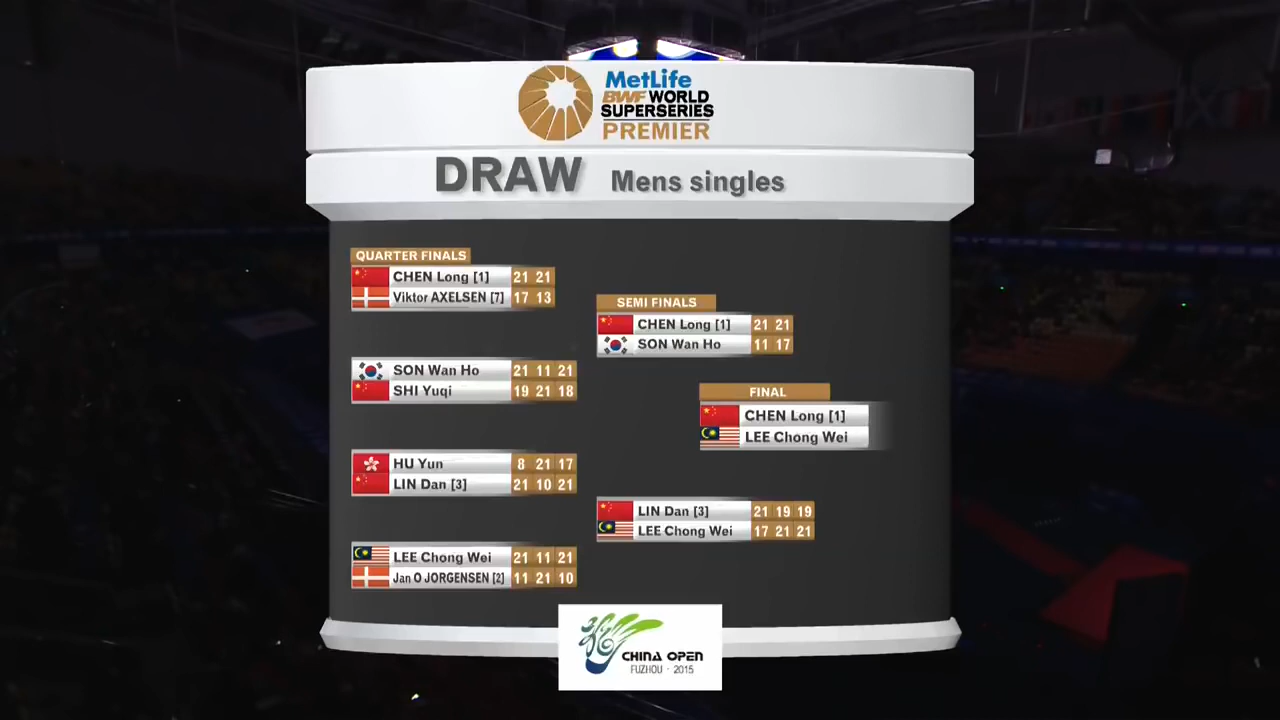 MetLife
BWF WORLD
SUPERSERIES
PREMIER
DRAW Mens singles
QUARTER FINALS
CHEN Long [1] 21 21
Viktor AXELSEN [7] 17 13
SON Wan Ho 21 11 21
SHI Yuqi 19 21 18
HU Yun 8 21 17
LIN Dan [3] 21 10 21
LEE Chong Wei 21 11 21
Jan O JORGENSEN [2] 11 21 10
SEMI FINALS
CHEN Long [1] 21 21
SON Wan Ho 11 17
LIN Dan [3] 21 19 19
LEE Chong Wei 17 21 21
FINAL
CHEN Long [1]
LEE Chong Wei
CHINA OPEN
FUZHOU · 2015